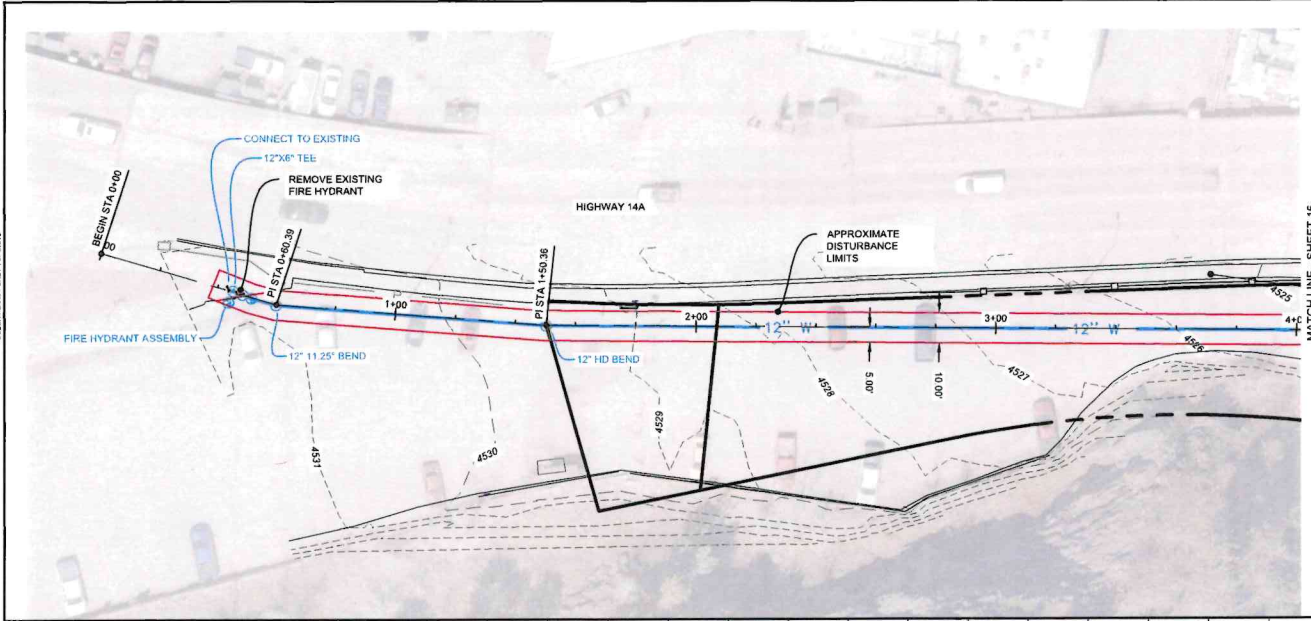 CONNECT TO EXISTING
12"X6" TEE
REMOVE EXISTING
FIRE HYDRANT
BEGIN STA 0+00
PI STA 0+60.39
HIGHWAY 14A
PI STA 1+50.36
APPROXIMATE
DISTURBANCE
LIMITS
1+00
2+00
12" W
3+00
12" W
4+0
4525
4526
4527
4528
4529
4530
4531
5.00'
10.00'
FIRE HYDRANT ASSEMBLY
12" 11.25° BEND
12" HD BEND